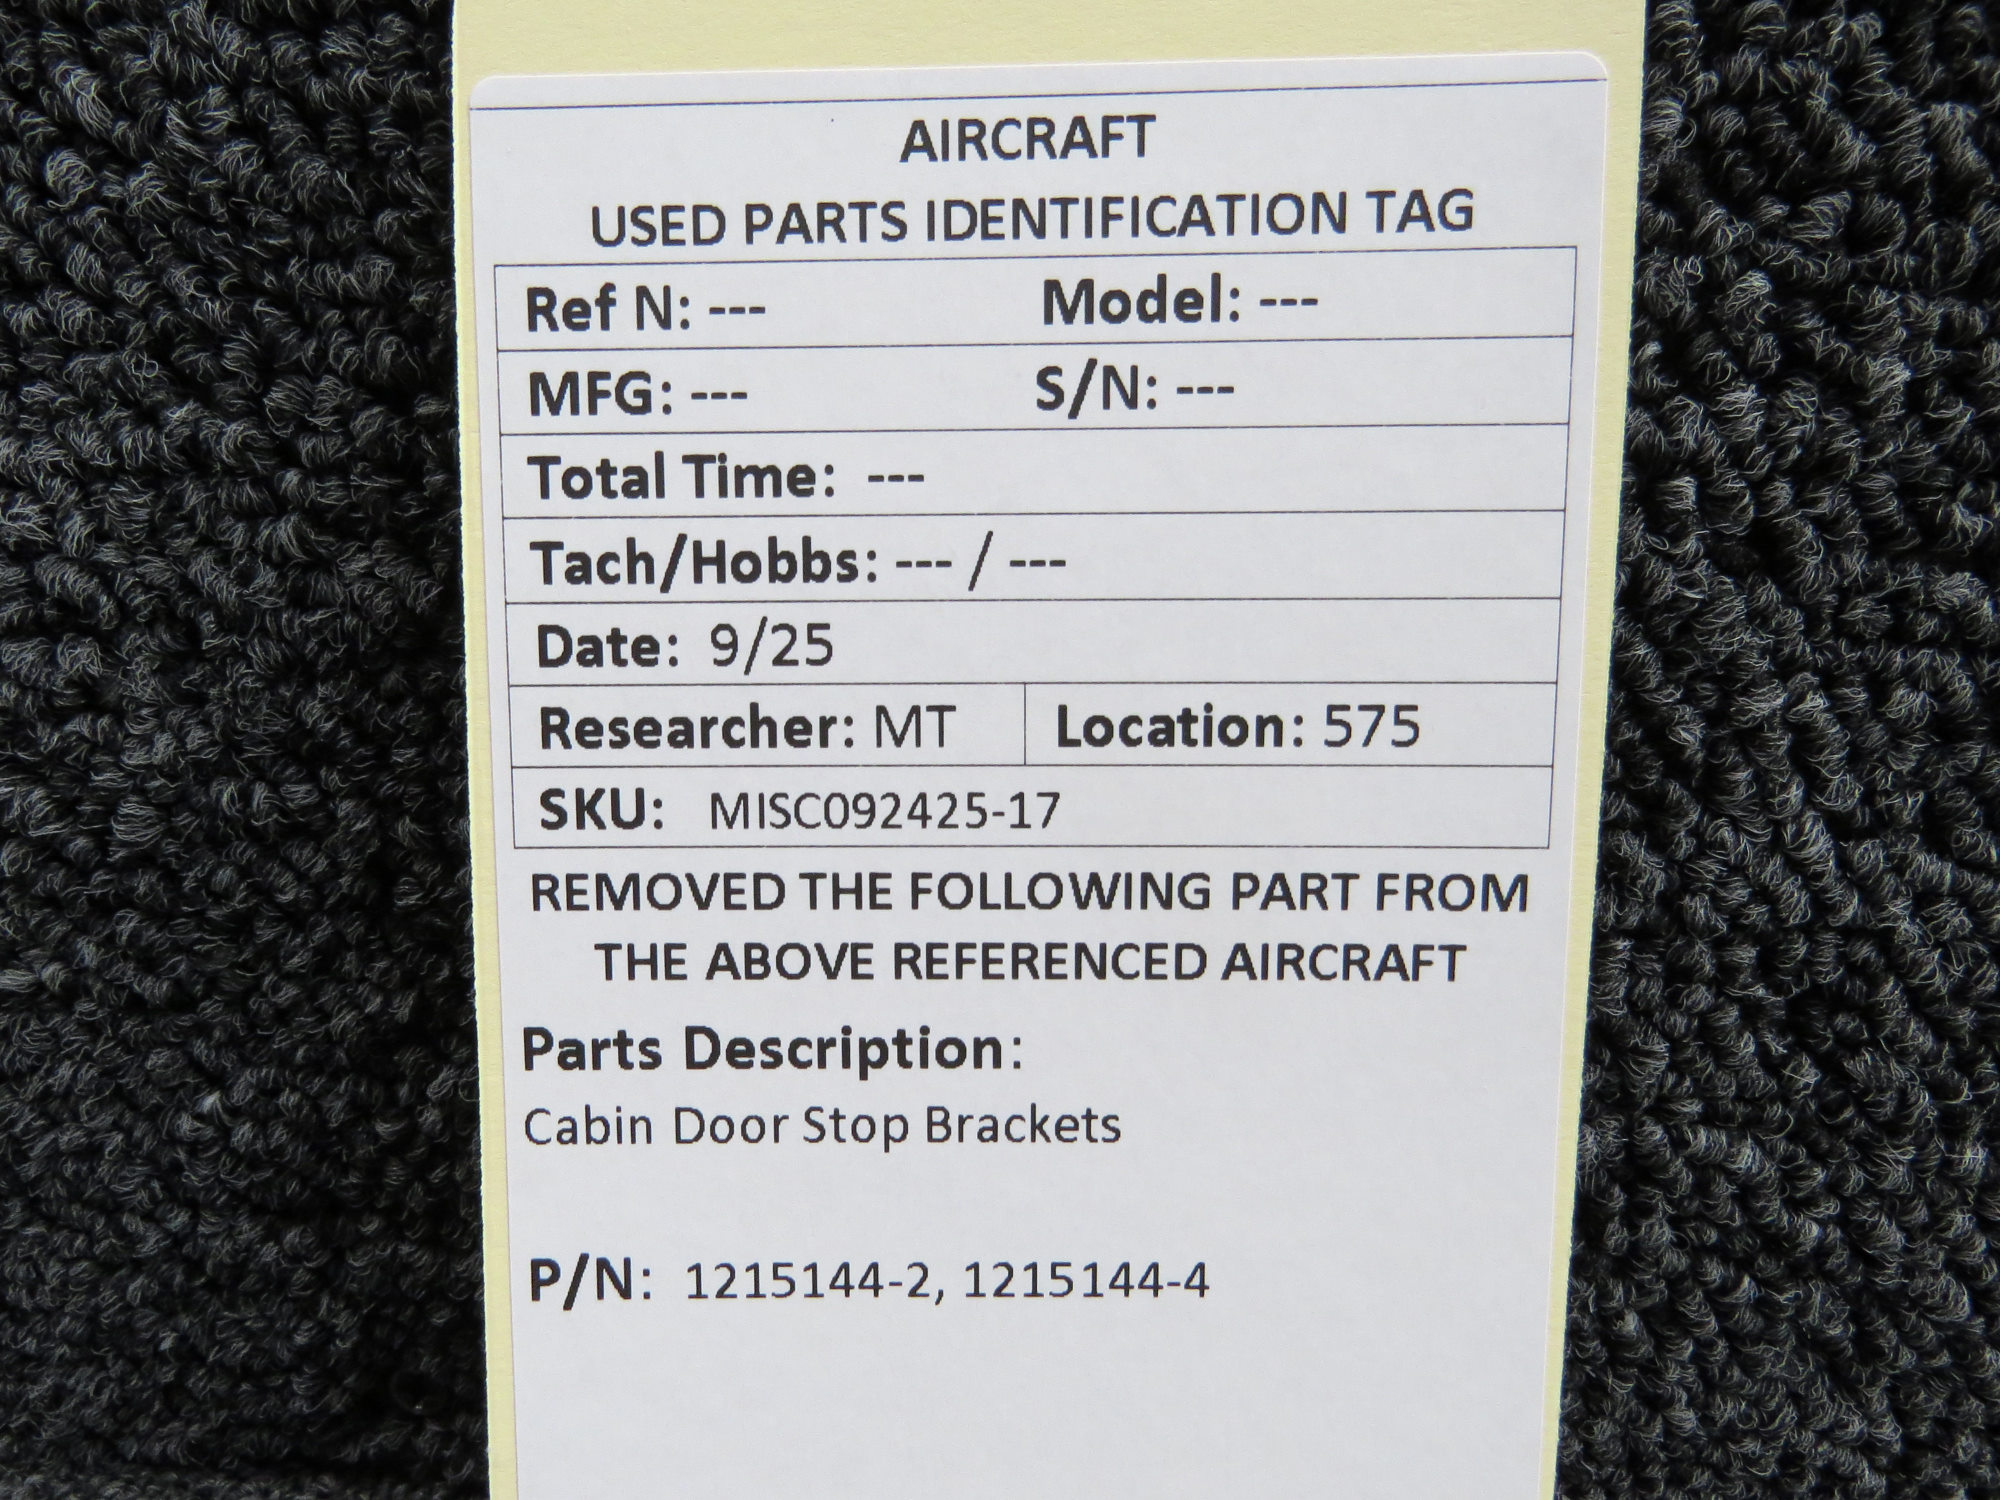 AIRCRAFT
USED PARTS IDENTIFICATION TAG
Ref N: --- Model: ---
MFG: --- S/N: ---
Total Time: ---
Tach/Hobbs: --- / ---
Date: 9/25
Researcher: MT Location: 575
SKU: MISC092425-17
REMOVED THE FOLLOWING PART FROM
THE ABOVE REFERENCED AIRCRAFT
Parts Description:
Cabin Door Stop Brackets
P/N: 1215144-2, 1215144-4